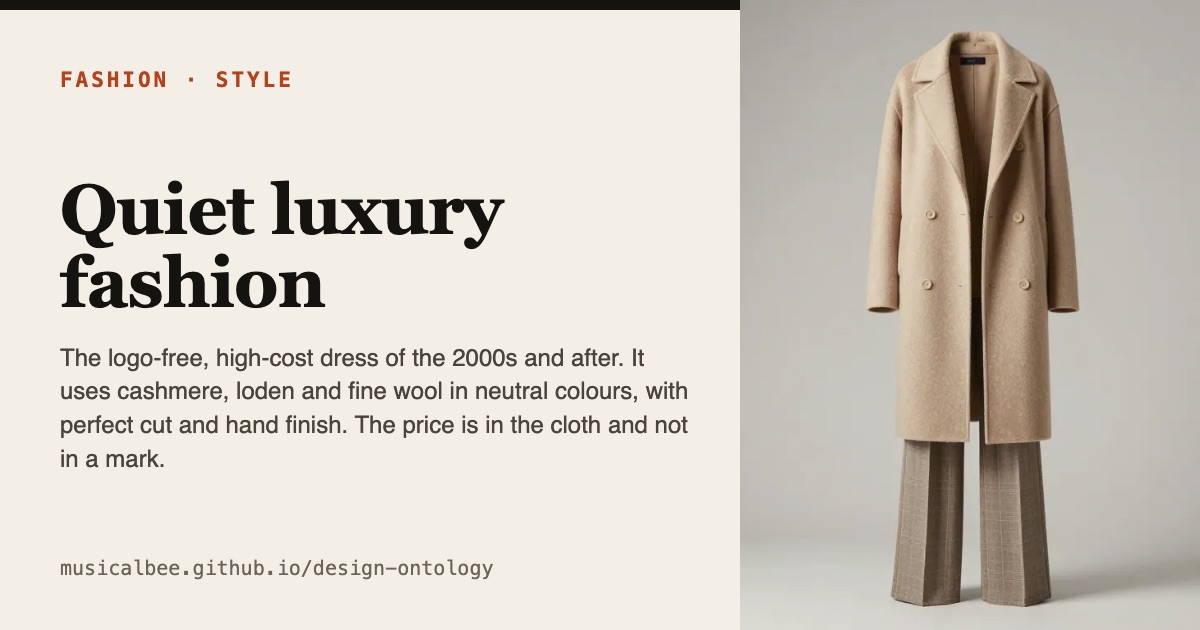 FASHION · STYLE
Quiet luxury
fashion
The logo-free, high-cost dress of the 2000s and after. It
uses cashmere, loden and fine wool in neutral colours, with
perfect cut and hand finish. The price is in the cloth and not
in a mark.
musicalbee.github.io/design-ontology